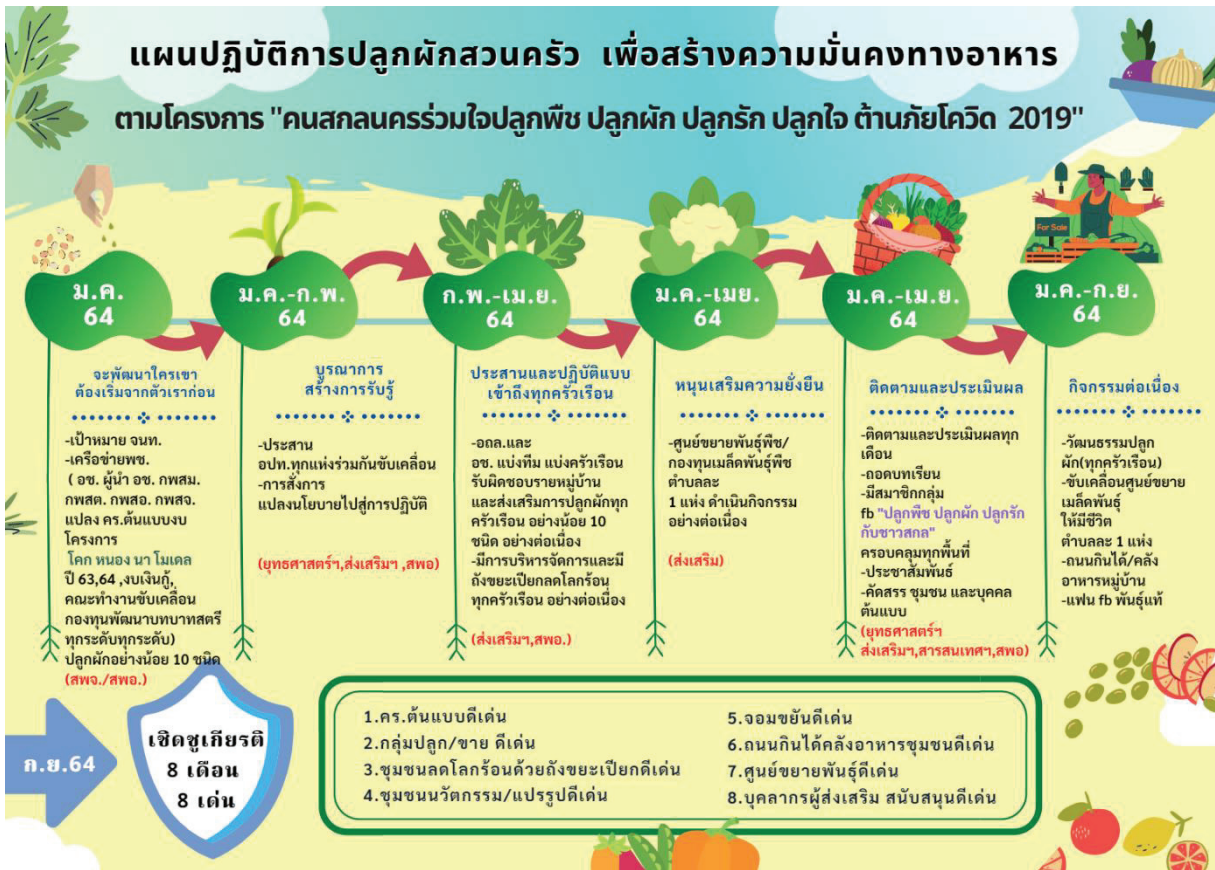 แผนปฏิบัติการปลูกผักสวนครัว เพื่อสร้างความมั่นคงทางอาหาร
ตามโครงการ "คนสกลนครร่วมใจปลูกพืช ปลูกผัก ปลูกรัก ปลูกใจ ต้านภัยโควิด 2019"
ม.ค.
64
จะพัฒนาใครเขา
ต้องเริ่มจากตัวเราก่อน
-เป้าหมาย จนท.
-เครือข่ายพช.
( อช. ผู้นำ อช. กพสม.
กพสต. กพสอ. กพสจ.
แปลง คร.ต้นแบบงบ
โครงการ
โคก หนอง นา โมเดล
ปี 63,64 ,งบเงินกู้,
คณะทำงานขับเคลื่อน
กองทุนพัฒนาบทบาทสตรี
ทุกระดับทุกระดับ)
ปลูกผักอย่างน้อย 10 ชนิด
(สพจ./สพอ.)
ม.ค.-ก.พ.
64
บูรณาการ
สร้างการรับรู้
-ประสาน
อปท.ทุกแห่งร่วมกันขับเคลื่อน
-การสั่งการ
แปลงนโยบายไปสู่การปฏิบัติ
(ยุทธศาสตร์ฯ,ส่งเสริมฯ ,สพอ)
ก.พ.-เม.ย.
64
ประสานและปฏิบัติแบบ
เข้าถึงทุกครัวเรือน
-อถล.และ
อช. แบ่งทีม แบ่งครัวเรือน
รับผิดชอบรายหมู่บ้าน
และส่งเสริมการปลูกผักทุก
ครัวเรือน อย่างน้อย 10
ชนิด อย่างต่อเนื่อง
-มีการบริหารจัดการและมี
ถังขยะเปียกลดโลกร้อน
ทุกครัวเรือน อย่างต่อเนื่อง
(ส่งเสริมฯ,สพอ.)
ม.ค.-เมย.
64
หนุนเสริมความยั่งยืน
-ศูนย์ขยายพันธุ์พืช/
กองทุนเมล็ดพันธุ์พืช
ตำบลละ
1 แห่ง ดำเนินกิจกรรม
อย่างต่อเนื่อง
(ส่งเสริม)
ม.ค.-เม.ย.
64
ติดตามและประเมินผล
-ติดตามและประเมินผลทุก
เดือน
-ถอดบทเรียน
-มีสมาชิกกลุ่ม
fb "ปลูกพืช ปลูกผัก ปลูกรัก
กับชาวสกล"
ครอบคลุมทุกพื้นที่
-ประชาสัมพันธ์
-คัดสรร ชุมชน และบุคคล
ต้นแบบ
(ยุทธศาสตร์ฯ
ส่งเสริมฯ,สารสนเทศฯ,สพอ)
For Sale
ม.ค.-ก.ย.
64
กิจกรรมต่อเนื่อง
-วัฒนธรรมปลูก
ผัก(ทุกครัวเรือน)
-ขับเคลื่อนศูนย์ขยาย
เมล็ดพันธุ์
ให้มีชีวิต
ตำบลละ 1 แห่ง
-ถนนกินได้/คลัง
อาหารหมู่บ้าน
-แฟน fb พันธุ์แท้
ก.ย.64
เชิดชูเกียรติ
8 เดือน
8 เด่น
1.คร.ต้นแบบดีเด่น
2.กลุ่มปลูก/ขาย ดีเด่น
3.ชุมชนลดโลกร้อนด้วยถังขยะเปียกดีเด่น
4.ชุมชนนวัตกรรม/แปรรูปดีเด่น
5.จอมขยันดีเด่น
6.ถนนกินได้คลังอาหารชุมชนดีเด่น
7.ศูนย์ขยายพันธุ์ดีเด่น
8.บุคลากรผู้ส่งเสริม สนับสนุนดีเด่น